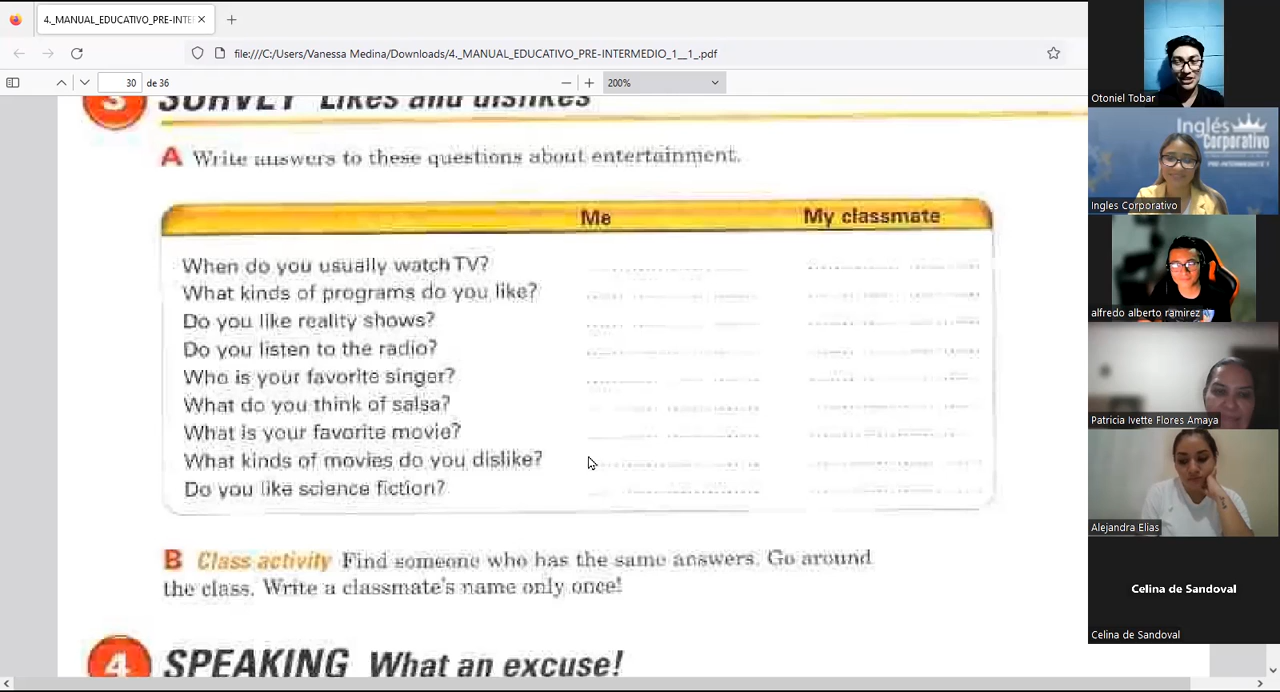 4._MANUAL_EDUCATIVO_PRE-INTE
file:///C:/Users/Vanessa Medina/Downloads/4._MANUAL_EDUCATIVO_PRE-INTERMEDIO_1__1_.pdf
30 de 36
200%
3 SURVEY Likes and dislikes
A Write answers to these questions about entertainment.
Me My classmate
When do you usually watch TV?
What kinds of programs do you like?
Do you like reality shows?
Do you listen to the radio?
Who is your favorite singer?
What do you think of salsa?
What is your favorite movie?
What kinds of movies do you dislike?
Do you like science fiction?
B Class activity Find someone who has the same answers. Go around
the class. Write a classmate's name only once!
4 SPEAKING What an excuse!
Otoniel Tobar
Inglés
Corporativo
PRE-INTERMEDIATE 1
Ingles Corporativo
alfredo alberto ramirez
Patricia Ivette Flores Amaya
Alejandra Elias
Celina de Sandoval
Celina de Sandoval